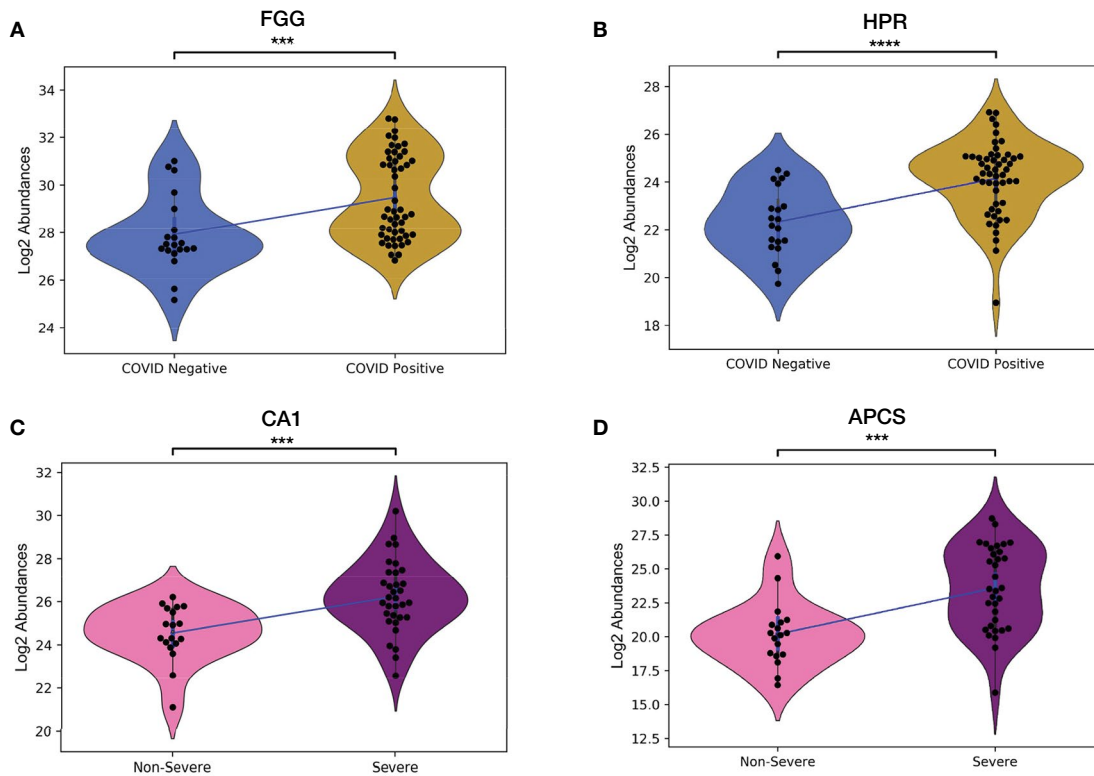 A
FGG
***
Log2 Abundances
34
32
30
28
26
24
COVID Negative
COVID Positive
B
HPR
****
Log2 Abundances
28
26
24
22
20
18
COVID Negative
COVID Positive
C
CA1
***
Log2 Abundances
32
30
28
26
24
22
20
Non-Severe
Severe
D
APCS
***
Log2 Abundances
32.5
30.0
27.5
25.0
22.5
20.0
17.5
15.0
12.5
Non-Severe
Severe